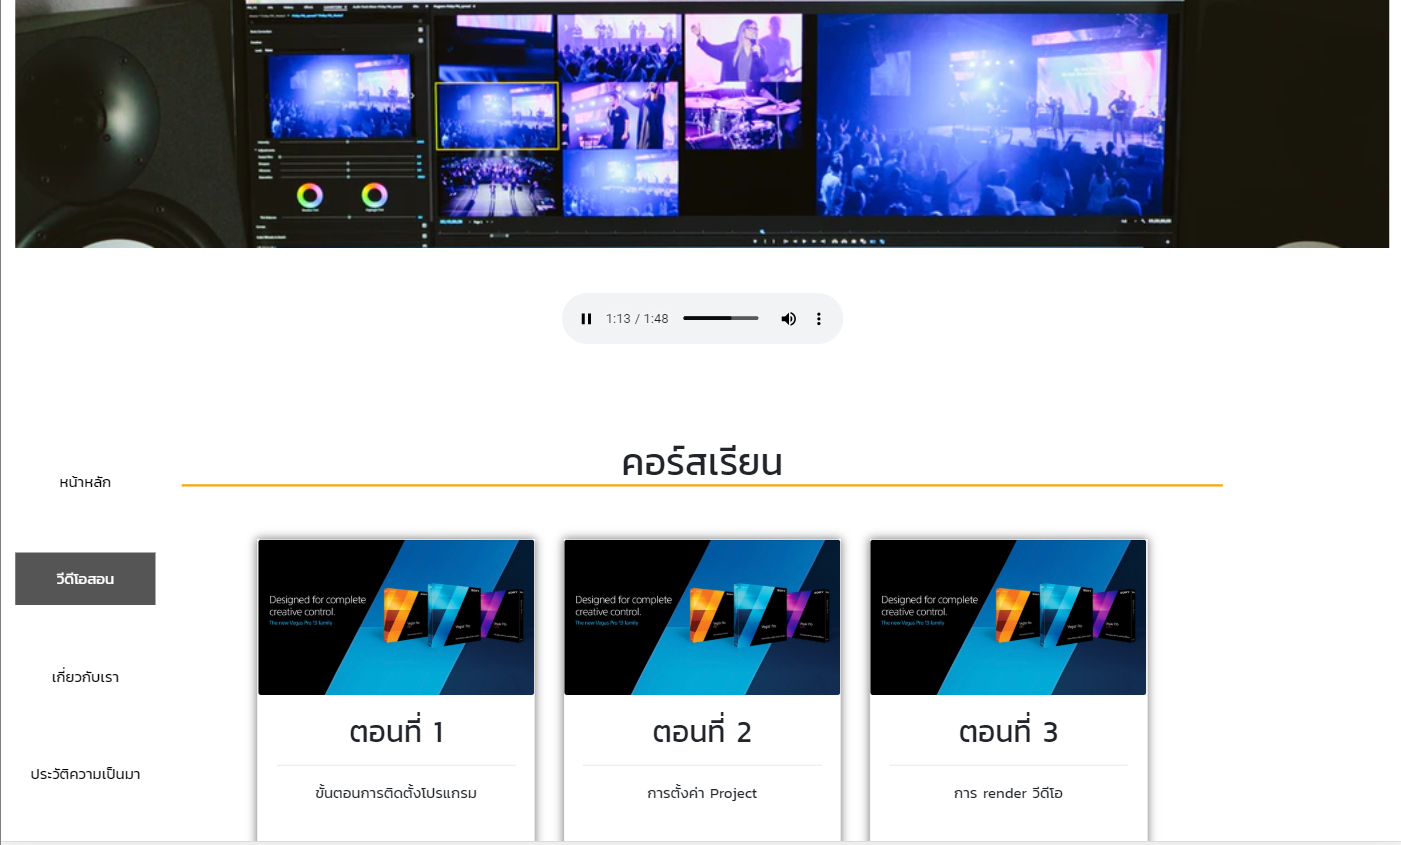 1:13 / 1:48
คอร์สเรียน
หน้าหลัก
วีดีโอสอน
เกี่ยวกับเรา
ประวัติความเป็นมา
Designed for complete
creative control.
The new Vegas Pro 13 family
ตอนที่ 1
ขั้นตอนการติดตั้งโปรแกรม
Designed for complete
creative control.
The new Vegas Pro 13 family
ตอนที่ 2
การตั้งค่า Project
Designed for complete
creative control.
The new Vegas Pro 13 family
ตอนที่ 3
การ render วีดีโอ